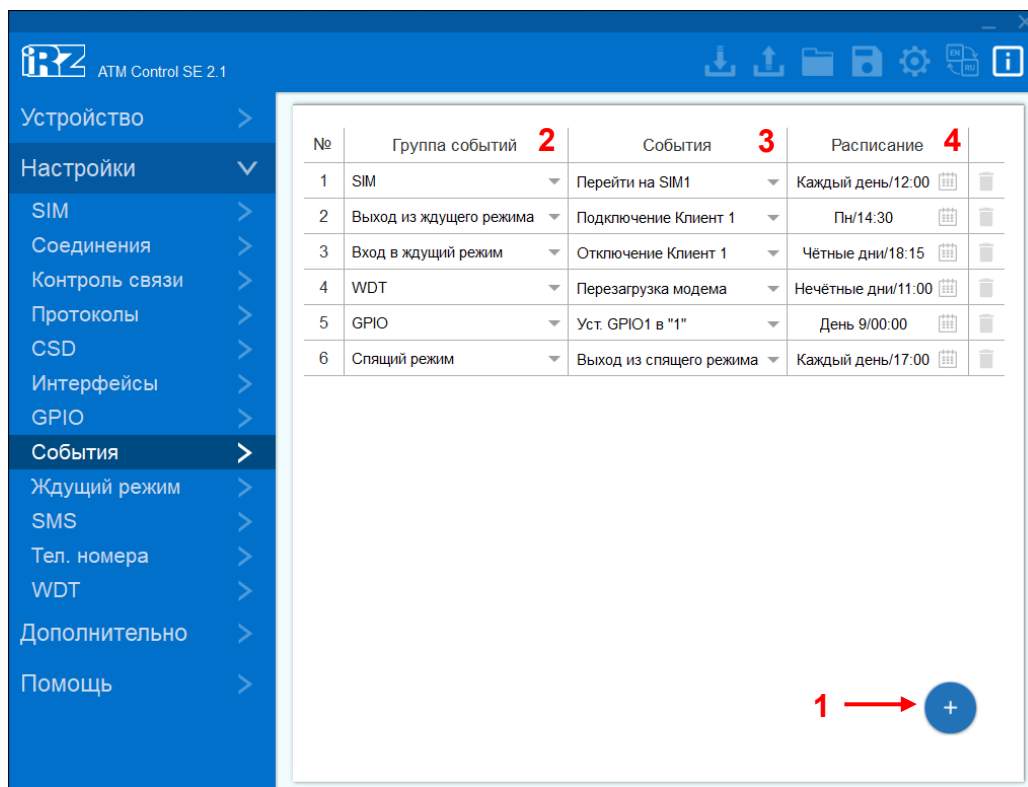 iRZ ATM Control SE 2.1
EN
RU
i
Устройство
Настройки
SIM
Соединения
Контроль связи
Протоколы
CSD
Интерфейсы
GPIO
События
Ждущий режим
SMS
Тел. номера
WDT
Дополнительно
Помощь
№ Группа событий 2 События 3 Расписание 4
1 SIM Перейти на SIM1 Каждый день/12:00
2 Выход из ждущего режима Подключение Клиент 1 Пн/14:30
3 Вход в ждущий режим Отключение Клиент 1 Чётные дни/18:15
4 WDT Перезагрузка модема Нечётные дни/11:00
5 GPIO Уст. GPIO1 в "1" День 9/00:00
6 Спящий режим Выход из спящего режима Каждый день/17:00
1 +